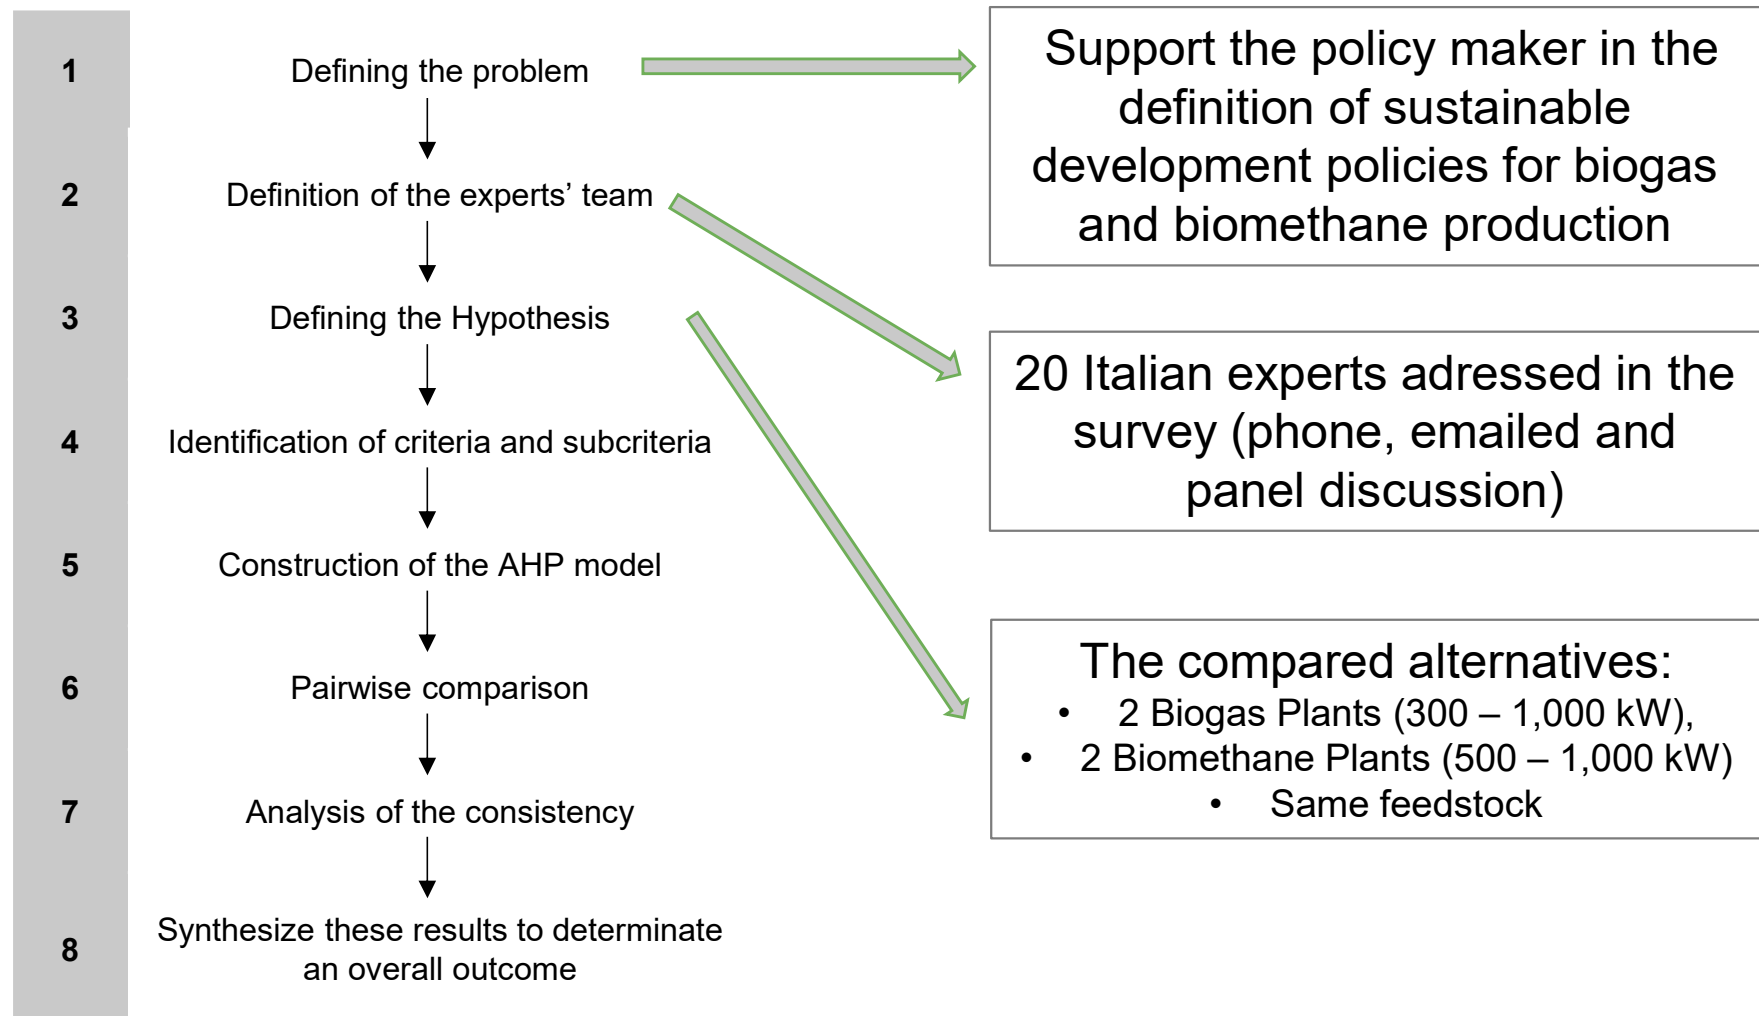 1
Defining the problem
2
Definition of the experts’ team
3
Defining the Hypothesis
4
Identification of criteria and subcriteria
5
Construction of the AHP model
6
Pairwise comparison
7
Analysis of the consistency
8
Synthesize these results to determinate
an overall outcome
Support the policy maker in the
definition of sustainable
development policies for biogas
and biomethane production
20 Italian experts adressed in the
survey (phone, emailed and
panel discussion)
The compared alternatives:
• 2 Biogas Plants (300 – 1,000 kW),
• 2 Biomethane Plants (500 – 1,000 kW)
• Same feedstock